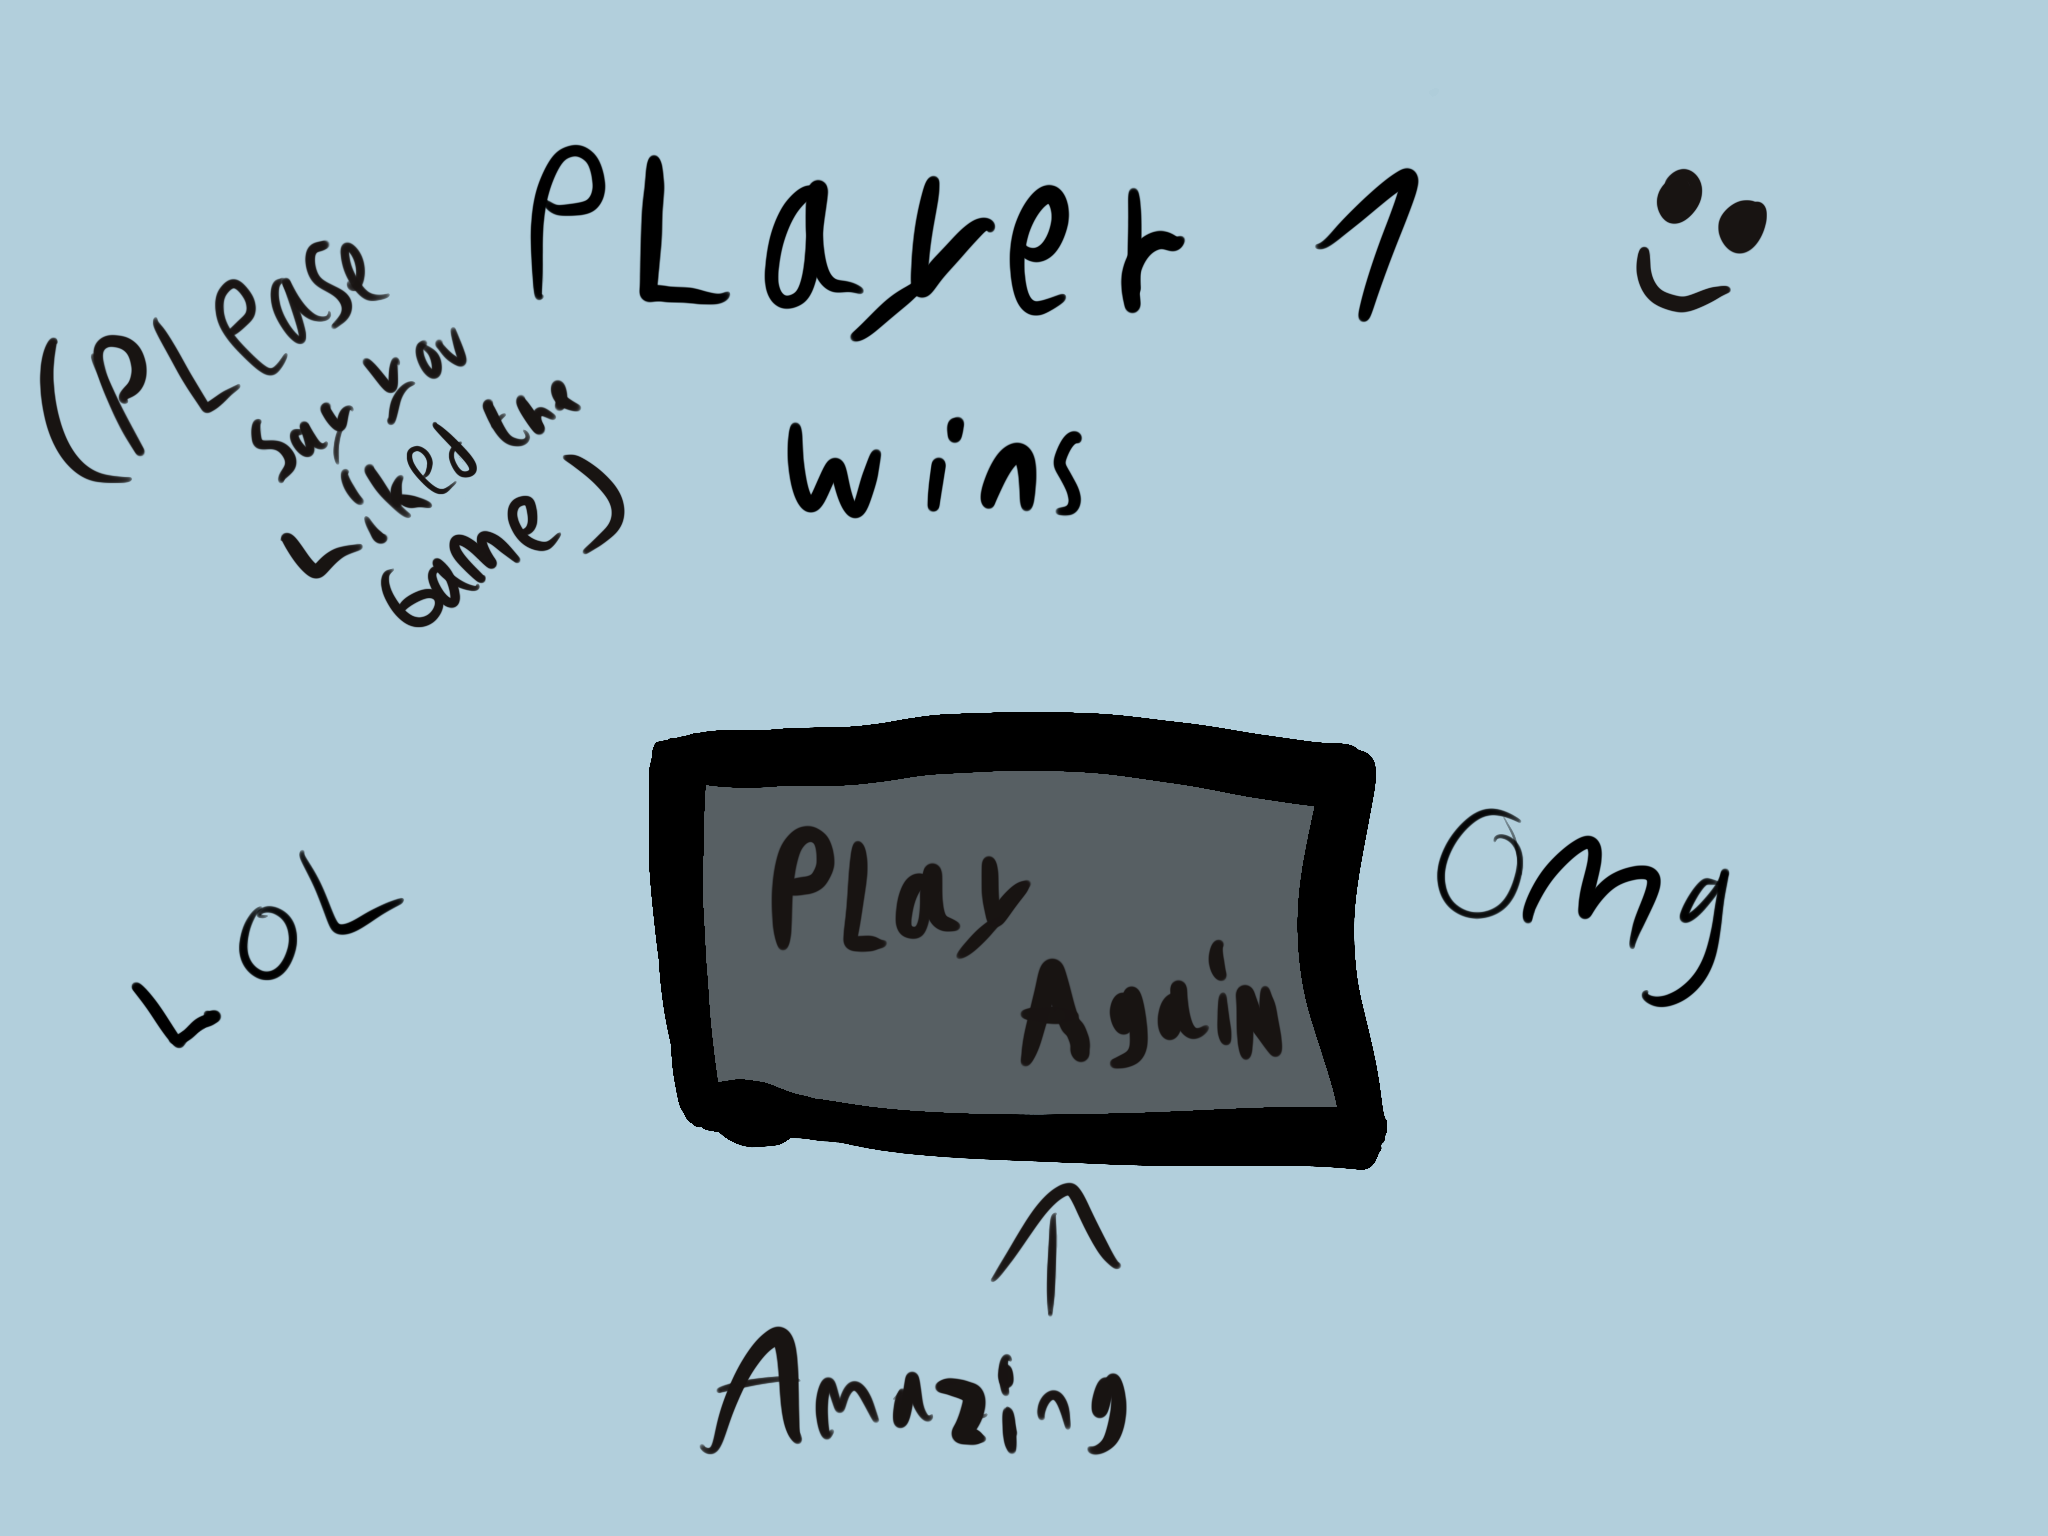 PLayer 1
wins
(PLease
say you
Liked the
Game)
LOL
PLay
Again
OMg
Amazing